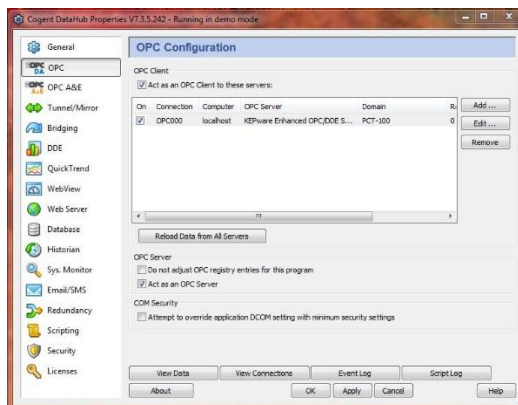 Cogent DataHub Properties V7.3.5.242 - Running in demo mode
General
OPC DA OPC
OPC A&E OPC A&E
Tunnel/Mirror
Bridging
DDE
QuickTrend
WebView
Web Server
Database
Historian
Sys. Monitor
Email/SMS
Redundancy
Scripting
Security
Licenses
OPC Configuration
OPC Client
Act as an OPC Client to these servers:
On Connection Computer OPC Server Domain
OPC000 localhost KEPware Enhanced OPC/DDE S... PCT-100 0
Add ...
Edit ...
Remove
Reload Data from All Servers
OPC Server
Do not adjust OPC registry entries for this program
Act as an OPC Server
COM Security
Attempt to override application DCOM setting with minimum security settings
View Data View Connections Event Log Script Log
About OK Apply Cancel Help